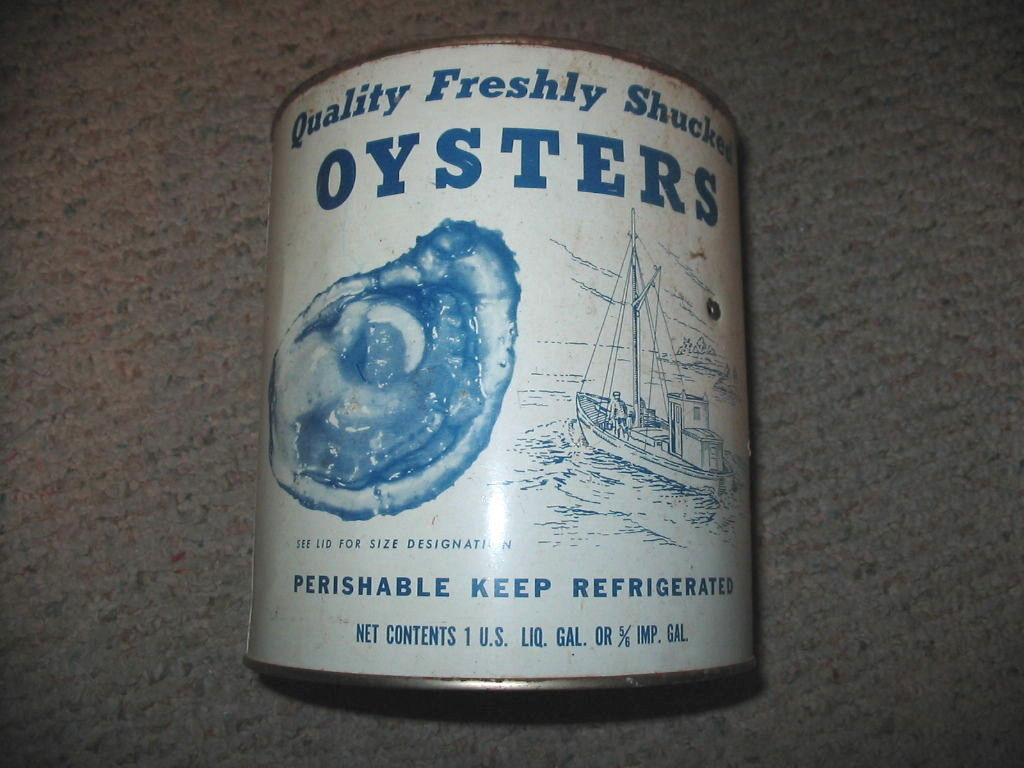 Quality Freshly Shucked
OYSTERS
SEE LID FOR SIZE DESIGNATION
PERISHABLE KEEP REFRIGERATED
NET CONTENTS 1 U.S. LIQ. GAL. OR 5/6 IMP. GAL.